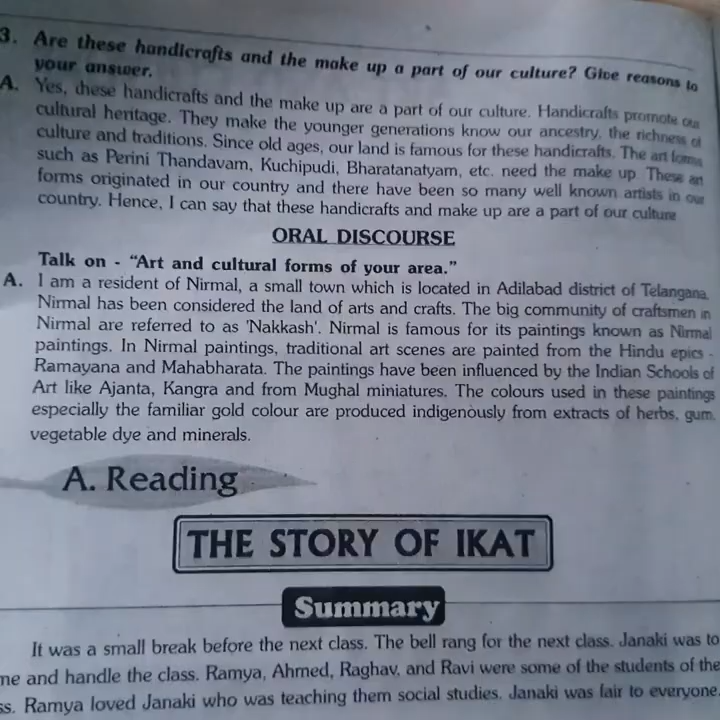 3. Are these handicrafts and the make up a part of our culture? Give reasons to
your answer.
A. Yes, these handicrafts and the make up are a part of our culture. Handicrafts promote our
cultural heritage. They make the younger generations know our ancestry, the richness of
culture and traditions. Since old ages, our land is famous for these handicrafts. The art forms
such as Perini Thandavam, Kuchipudi, Bharatanatyam, etc. need the make up. These art
forms originated in our country and there have been so many well known artists in our
country. Hence, I can say that these handicrafts and make up are a part of our culture
ORAL DISCOURSE
Talk on - “Art and cultural forms of your area.”
A. I am a resident of Nirmal, a small town which is located in Adilabad district of Telangana.
Nirmal has been considered the land of arts and crafts. The big community of craftsmen in
Nirmal are referred to as 'Nakkash'. Nirmal is famous for its paintings known as Nirmal
paintings. In Nirmal paintings, traditional art scenes are painted from the Hindu epics -
Ramayana and Mahabharata. The paintings have been influenced by the Indian Schools of
Art like Ajanta, Kangra and from Mughal miniatures. The colours used in these paintings
especially the familiar gold colour are produced indigenously from extracts of herbs, gum,
vegetable dye and minerals.
A. Reading
THE STORY OF IKAT
Summary
It was a small break before the next class. The bell rang for the next class. Janaki was to
me and handle the class. Ramya, Ahmed, Raghav, and Ravi were some of the students of the
ss. Ramya loved Janaki who was teaching them social studies. Janaki was fair to everyone.